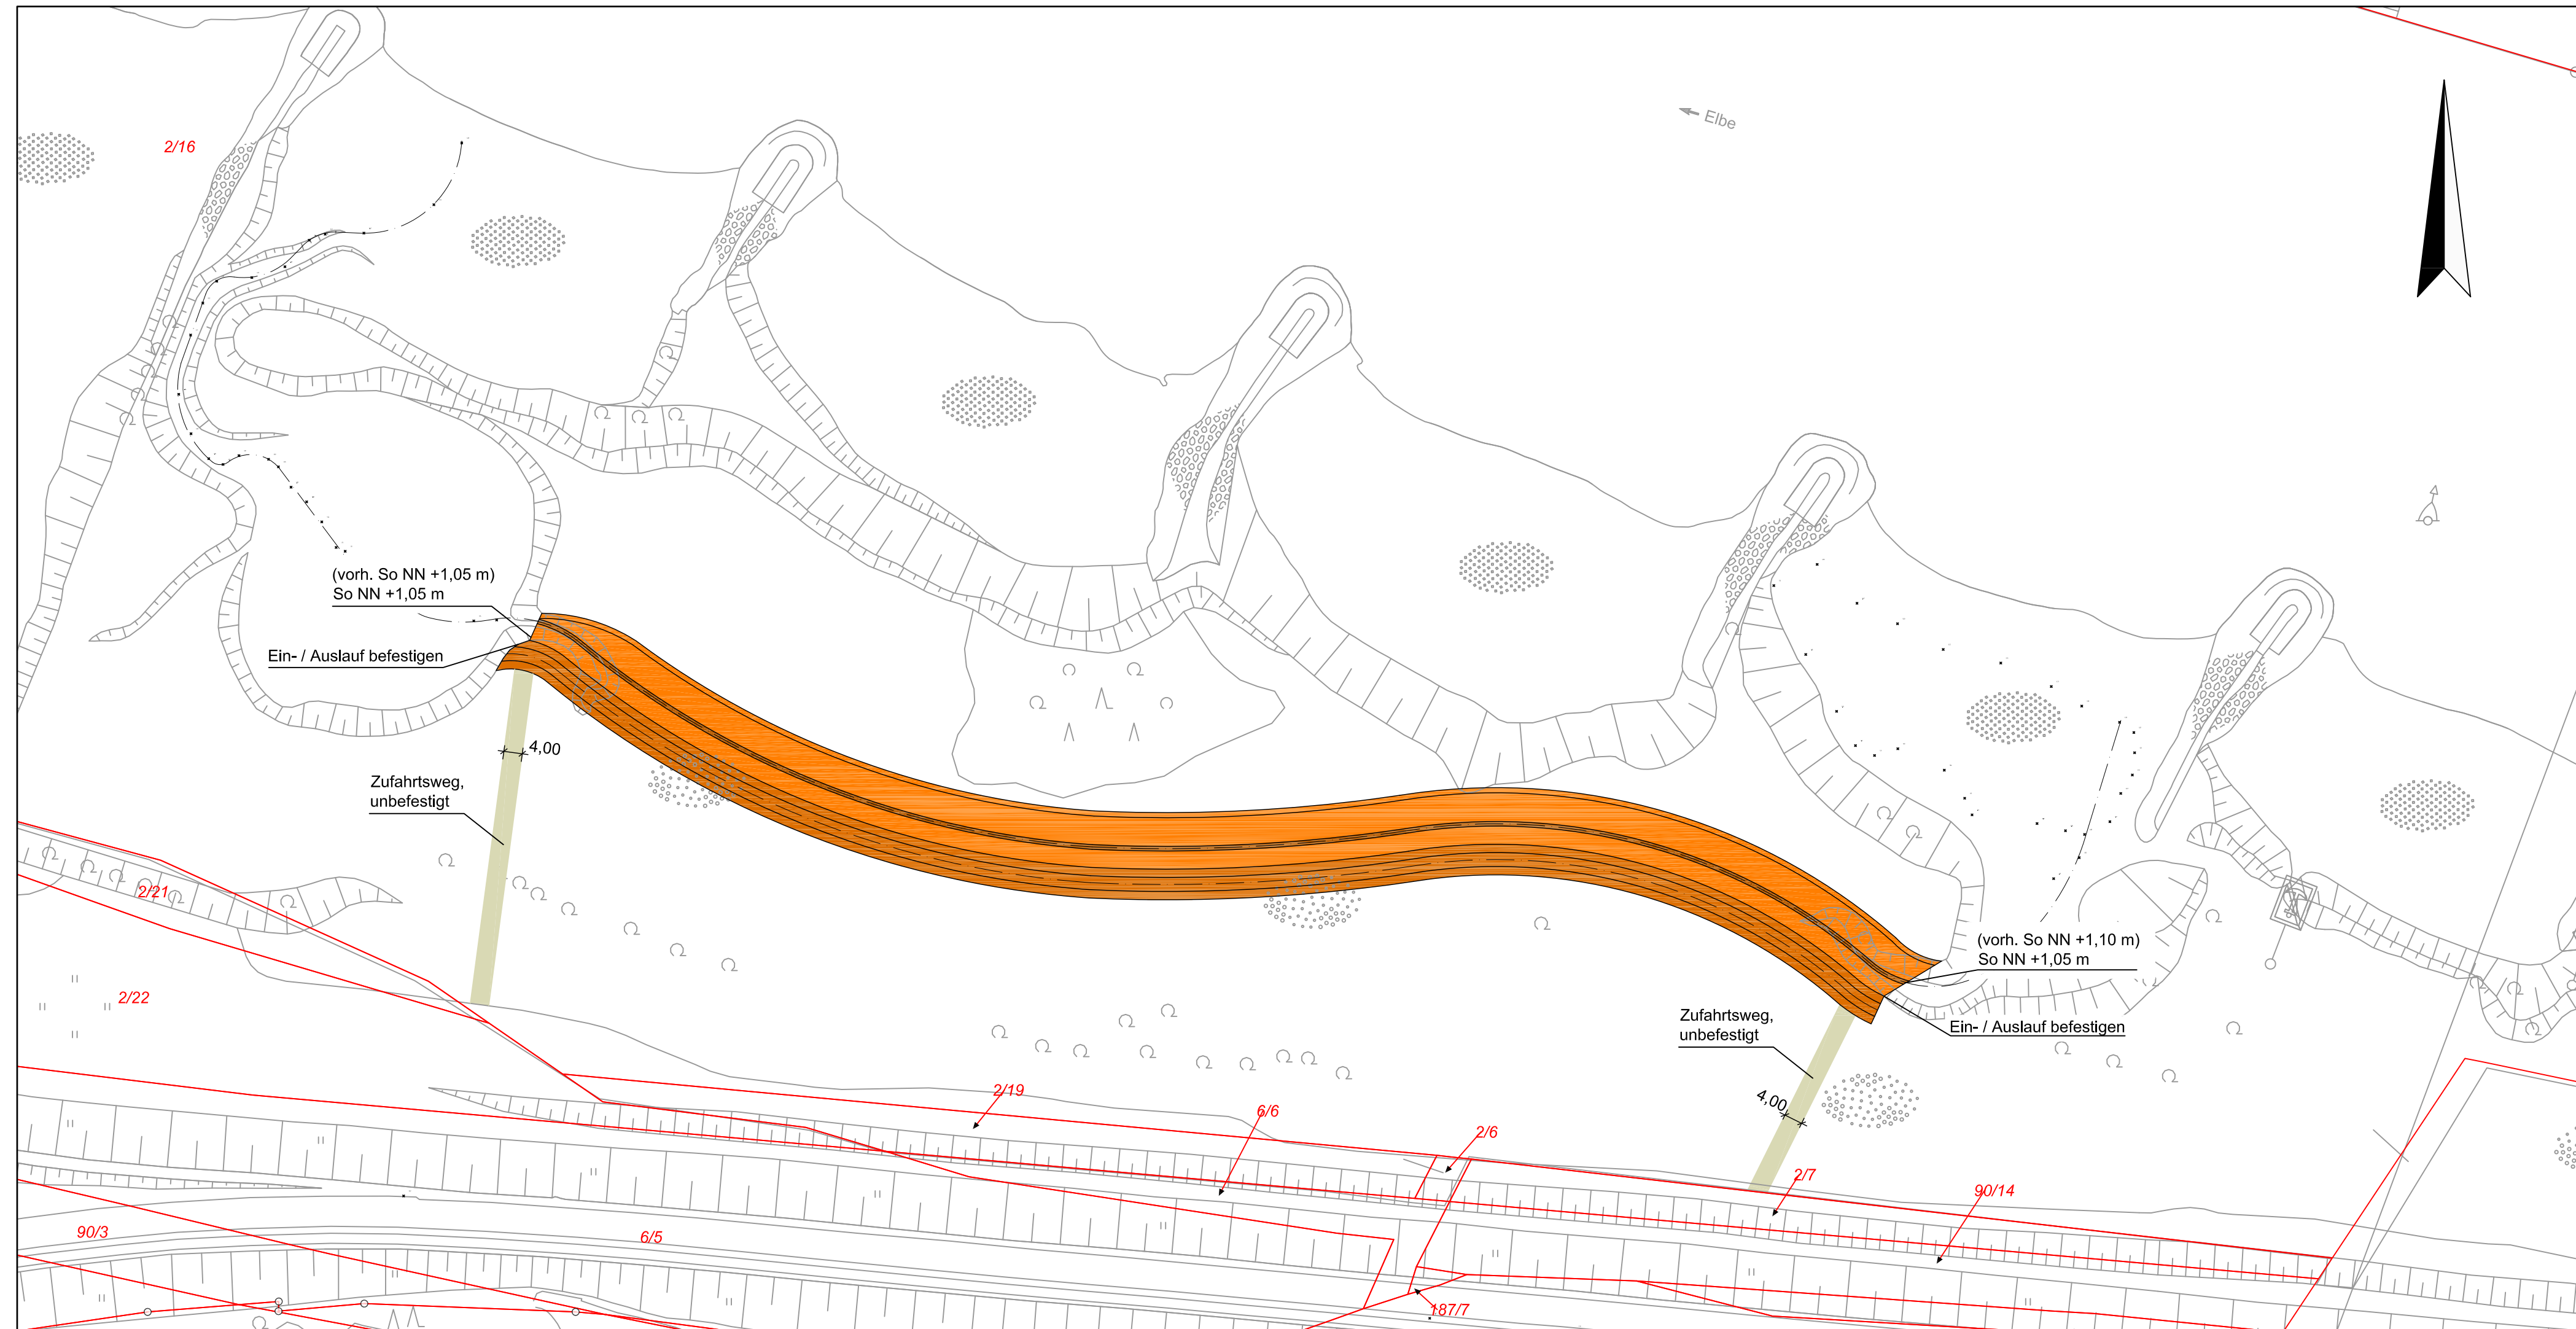 2/16
Elbe
(vorh. So NN +1,05 m)
So NN +1,05 m
Ein- / Auslauf befestigen
4,00
Zufahrtsweg,
unbefestigt
2/21
2/22
(vorh. So NN +1,10 m)
So NN +1,05 m
Ein- / Auslauf befestigen
Zufahrtsweg,
unbefestigt
4,00
2/19
6/6
2/6
2/7
90/14
90/3
6/5
187/7